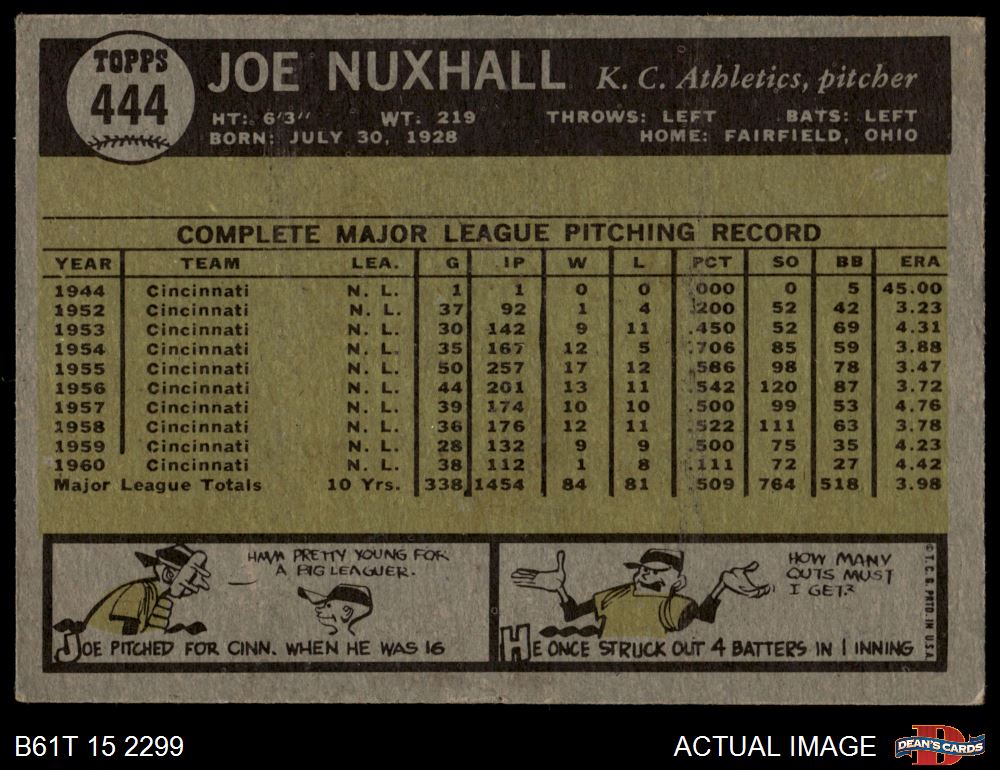 TOPPS
444
JOE NUXHALL K. C. Athletics, pitcher
HT: 6'3" WT: 219 THROWS: LEFT BATS: LEFT
BORN: JULY 30, 1928 HOME: FAIRFIELD, OHIO
COMPLETE MAJOR LEAGUE PITCHING RECORD
YEAR TEAM LEA. G IP W L PCT SO BB ERA
1944 Cincinnati N. L. 1 1 0 0 .000 0 5 45.00
1952 Cincinnati N. L. 37 92 1 4 .200 52 42 3.23
1953 Cincinnati N. L. 30 142 9 11 .450 52 69 4.31
1954 Cincinnati N. L. 35 167 12 5 .706 85 59 3.88
1955 Cincinnati N. L. 50 257 17 12 .586 98 78 3.47
1956 Cincinnati N. L. 44 201 13 11 .542 120 87 3.72
1957 Cincinnati N. L. 39 174 10 10 .500 99 53 4.76
1958 Cincinnati N. L. 36 176 12 11 .522 111 63 3.78
1959 Cincinnati N. L. 28 132 9 9 .500 75 35 4.23
1960 Cincinnati N. L. 38 112 1 8 .111 72 27 4.42
Major League Totals 10 Yrs. 338 1454 84 81 .509 764 518 3.98
HMM PRETTY YOUNG FOR
A BIG LEAGUER.
JOE PITCHED FOR CINN. WHEN HE WAS 16
HOW MANY
OUTS MUST
I GET?
HE ONCE STRUCK OUT 4 BATTERS IN 1 INNING
© T.C.G. PRTD. IN U.S.A.
B61T 15 2299 ACTUAL IMAGE
D
DEAN'S CARDS